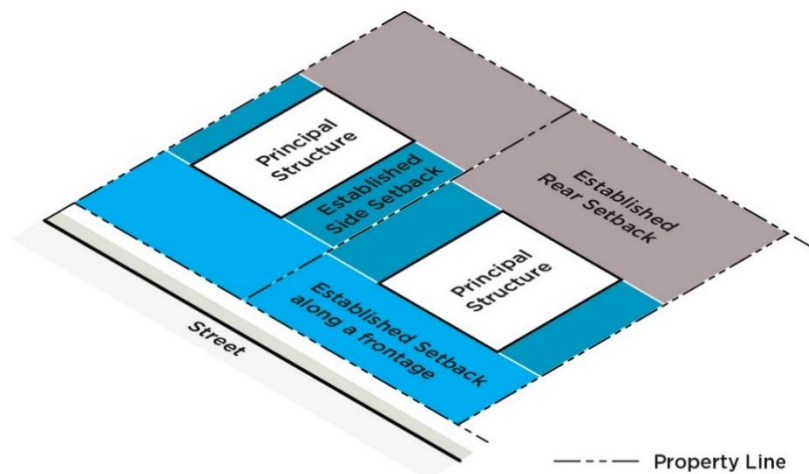 Principal
Structure
Established
Side Setback
Established
Rear Setback
Principal
Structure
Established Setback
along a frontage
Street
Property Line